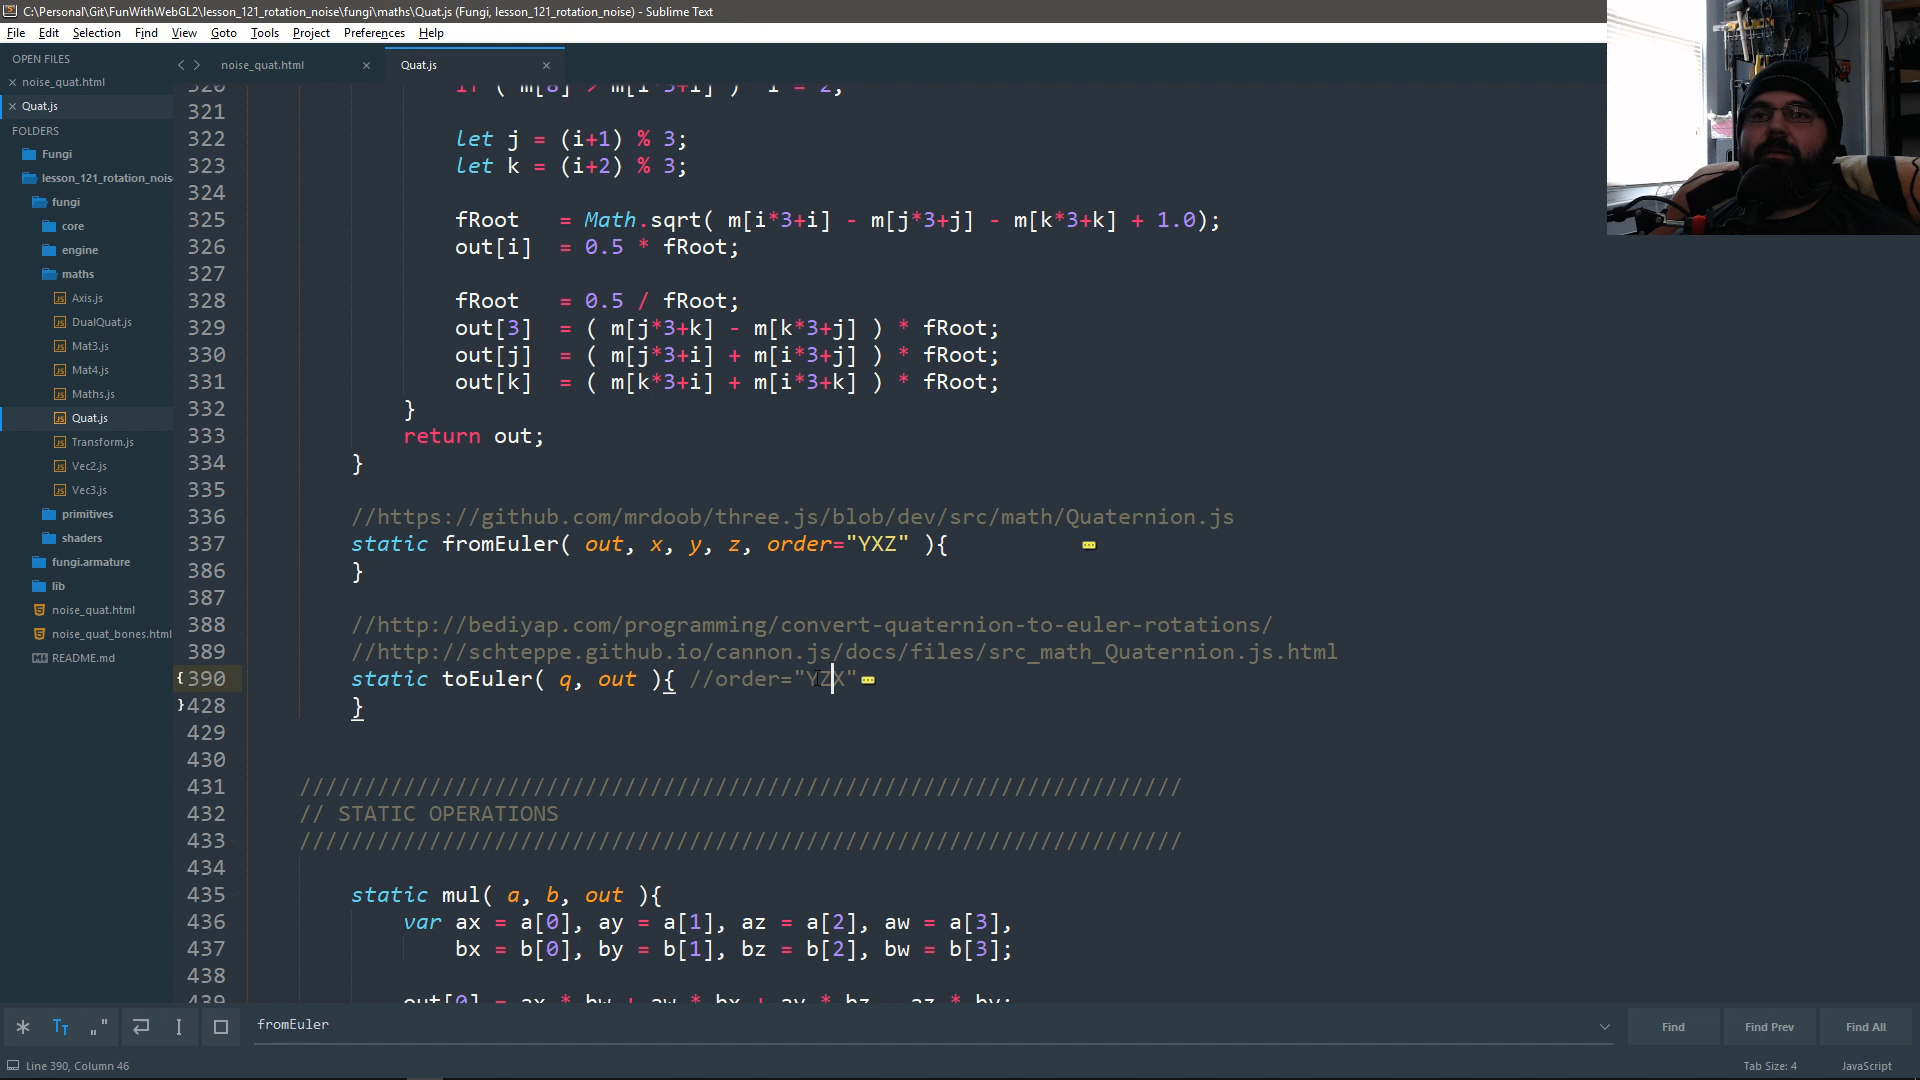 C:\Personal\Git\FunWithWebGL2\lesson_121_rotation_noise\fungi\maths\Quat.js (Fungi, lesson_121_rotation_noise) - Sublime Text
File Edit Selection Find View Goto Tools Project Preferences Help
OPEN FILES
noise_quat.html
Quat.js
FOLDERS
Fungi
lesson_121_rotation_nois
fungi
core
engine
maths
Axis.js
DualQuat.js
Mat3.js
Mat4.js
Maths.js
Quat.js
Transform.js
Vec2.js
Vec3.js
primitives
shaders
fungi.armature
lib
noise_quat.html
noise_quat_bones.html
README.md
noise_quat.html
Quat.js
320 if ( m[8] > m[i*3+i] ) i = 2;
321
322 let j = (i+1) % 3;
323 let k = (i+2) % 3;
324
325 fRoot = Math.sqrt( m[i*3+i] - m[j*3+j] - m[k*3+k] + 1.0);
326 out[i] = 0.5 * fRoot;
327
328 fRoot = 0.5 / fRoot;
329 out[3] = ( m[j*3+k] - m[k*3+j] ) * fRoot;
330 out[j] = ( m[j*3+i] + m[i*3+j] ) * fRoot;
331 out[k] = ( m[k*3+i] + m[i*3+k] ) * fRoot;
332 }
333 return out;
334 }
335
336 //https://github.com/mrdoob/three.js/blob/dev/src/math/Quaternion.js
337 static fromEuler( out, x, y, z, order="YXZ" ){
386 }
387
388 //http://bediyap.com/programming/convert-quaternion-to-euler-rotations/
389 //http://schteppe.github.io/cannon.js/docs/files/src_math_Quaternion.js.html
{390 static toEuler( q, out ){ //order="YZX"
}428 }
429
430
431 ////////////////////////////////////////////////////////////////////
432 // STATIC OPERATIONS
433 ////////////////////////////////////////////////////////////////////
434
435 static mul( a, b, out ){
436 var ax = a[0], ay = a[1], az = a[2], aw = a[3],
437 bx = b[0], by = b[1], bz = b[2], bw = b[3];
438
439 out[0] = ax * bw + aw * bx + ay * bz - az * by;
fromEuler
Find
Find Prev
Find All
Line 390, Column 46
Tab Size: 4
JavaScript